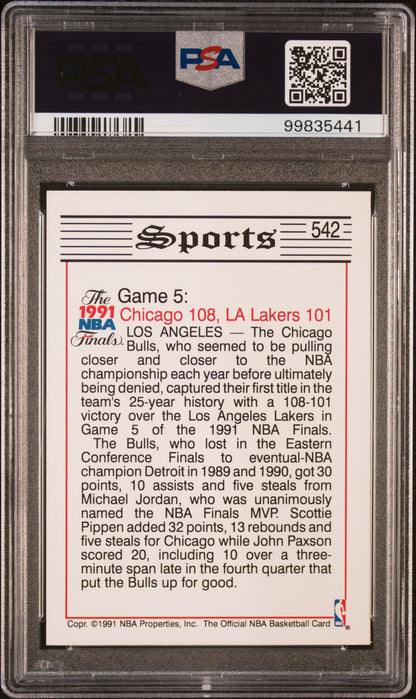 PSA
PSA
99835441
Sports
542
The
1991
NBA
Finals
Game 5:
Chicago 108, LA Lakers 101
LOS ANGELES — The Chicago
Bulls, who seemed to be pulling
closer and closer to the NBA
championship each year before ultimately
being denied, captured their first title in the
team's 25-year history with a 108-101
victory over the Los Angeles Lakers in
Game 5 of the 1991 NBA Finals.
The Bulls, who lost in the Eastern
Conference Finals to eventual-NBA
champion Detroit in 1989 and 1990, got 30
points, 10 assists and five steals from
Michael Jordan, who was unanimously
named the NBA Finals MVP. Scottie
Pippen added 32 points, 13 rebounds and
five steals for Chicago while John Paxson
scored 20, including 10 over a three-
minute span late in the fourth quarter that
put the Bulls up for good.
Copr. ©1991 NBA Properties, Inc. The Official NBA Basketball Card